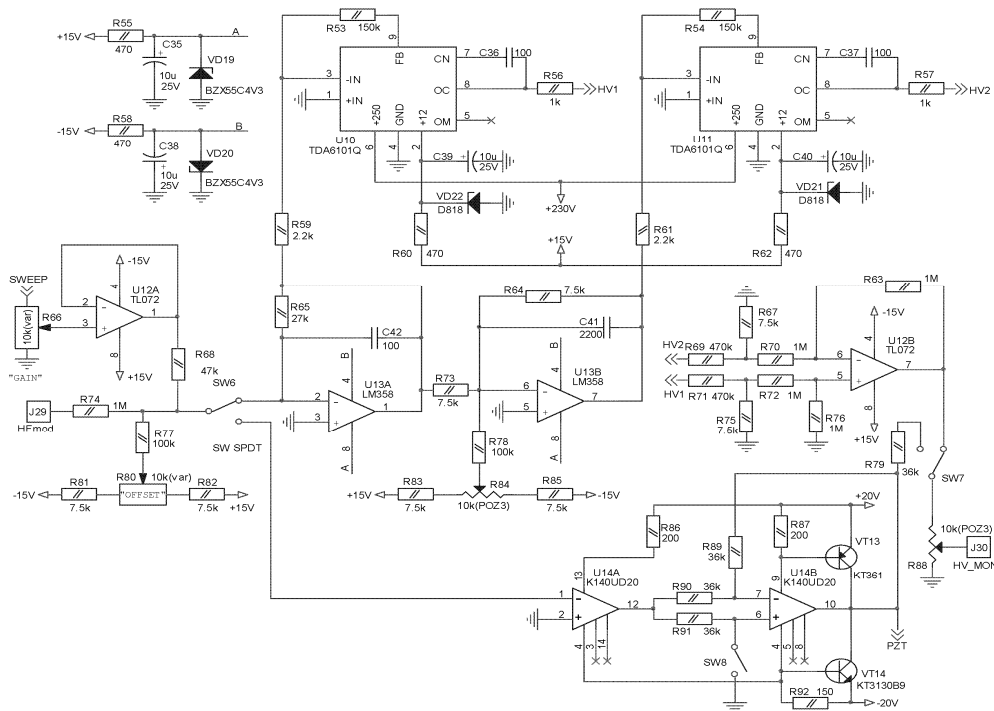 R55
+15V
470
A
C35
+
10u
25V
VD19
BZX55C4V3
R58
-15V
470
B
C38
+
10u
25V
VD20
BZX55C4V3
R53
150k
9
FB
3
-IN
1
+IN
CN
7
C36
100
OC
8
R56
1k
HV1
OM
5
+250
GND
+12
6
4
2
U10
TDA6101Q
C39
+
10u
25V
VD22
D818
+230V
R54
150k
9
FB
3
-IN
1
+IN
CN
7
C37
100
OC
8
R57
1k
HV2
OM
5
+250
GND
+12
6
4
2
U11
TDA6101Q
C40
+
10u
25V
VD21
D818
R59
2.2k
R60
470
+15V
R61
2.2k
R62
470
SWEEP
R66
10k(var)
"GAIN"
-15V
4
U12A
TL072
2
3
1
8
+15V
R68
47k
R65
27k
C42
100
R64
7.5k
C41
2200
SW6
SW SPDT
J29
HFmod
R74
1M
R77
100k
R80
10k(var)
"OFFSET"
-15V
R81
7.5k
R82
7.5k
+15V
B
4
U13A
LM358
2
3
1
8
A
R73
7.5k
B
4
U13B
LM358
6
5
7
8
A
R78
100k
+15V
R83
7.5k
R84
10k(POZ3)
R85
7.5k
-15V
R63
1M
R67
7.5k
HV2
R69
470k
R70
1M
HV1
R71
470k
R72
1M
R75
7.5k
R76
1M
-15V
4
U12B
TL072
6
5
7
8
+15V
R79
36k
SW7
10k(POZ3)
R88
J30
HV_MON
+20V
R86
200
R87
200
R89
36k
VT13
KT361
U14A
K140UD20
13
1
2
12
4
3
14
R90
36k
R91
36k
U14B
K140UD20
9
7
6
10
4
5
8
SW8
PZT
VT14
KT3130B9
R92
150
-20V